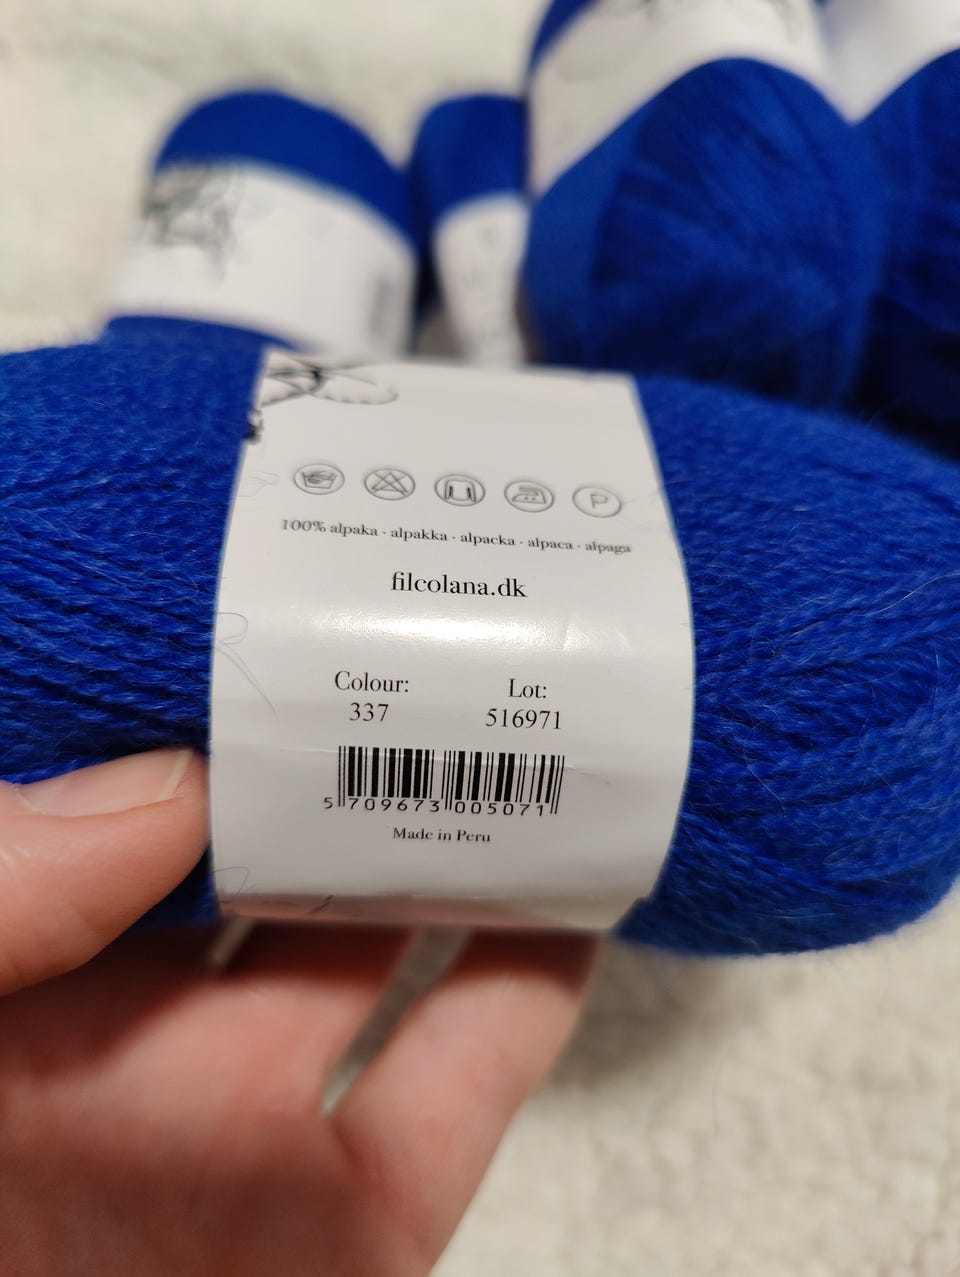 P
100% alpaka · alpakka · alpacka · alpaca · alpaga
filcolana.dk
Colour:
337
Lot:
516971
5 709673 005071
Made in Peru